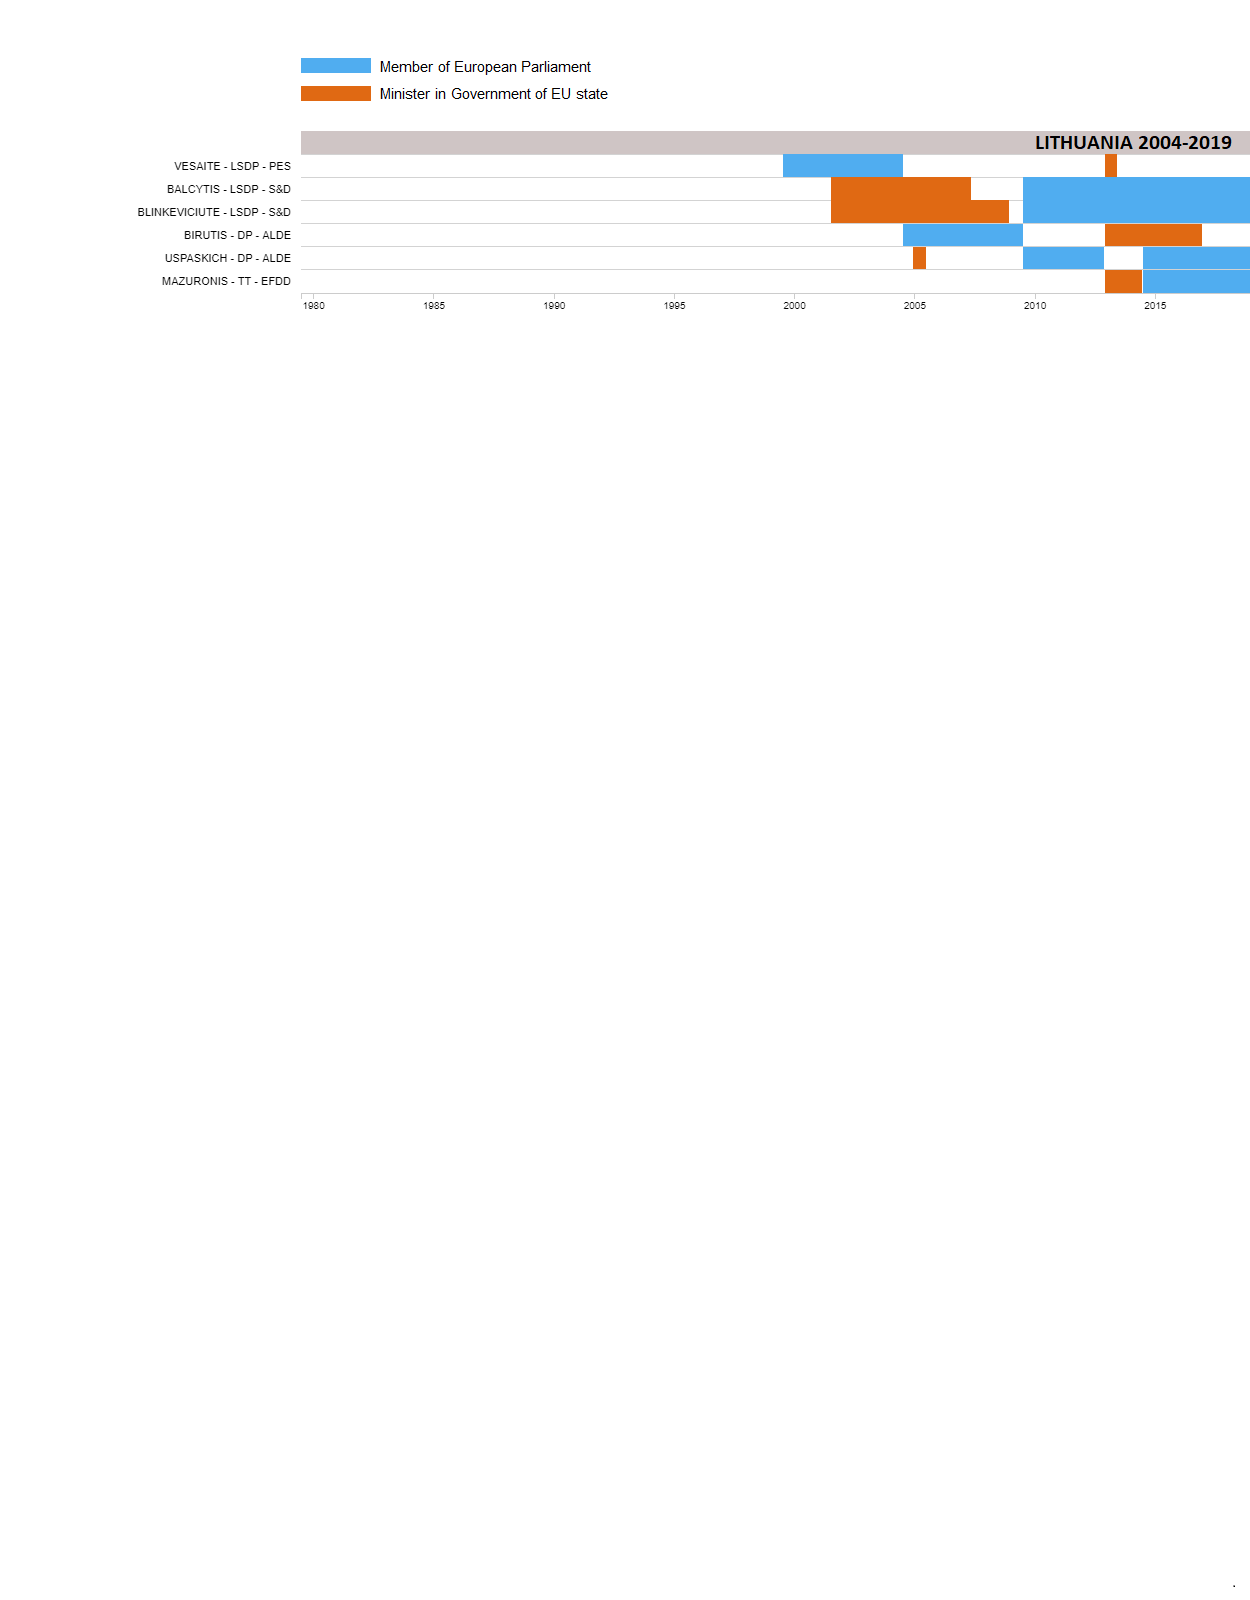 Member of European Parliament
Minister in Government of EU state
LITHUANIA 2004-2019
VESAITE - LSDP - PES
BALCYTIS - LSDP - S&D
BLINKEVICIUTE - LSDP - S&D
BIRUTIS - DP - ALDE
USPASKICH - DP - ALDE
MAZURONIS - TT - EFDD
1980 1985 1990 1995 2000 2005 2010 2015
.